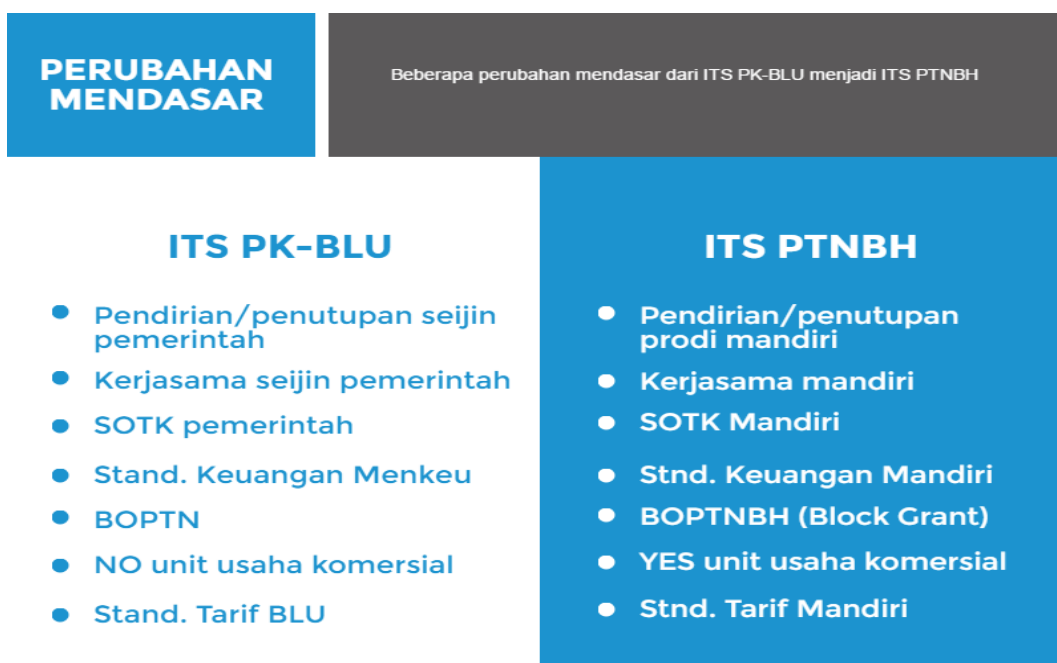 PERUBAHAN
MENDASAR
Beberapa perubahan mendasar dari ITS PK-BLU menjadi ITS PTNBH
ITS PK-BLU
Pendirian/penutupan seijin
pemerintah
Kerjasama seijin pemerintah
SOTK pemerintah
Stand. Keuangan Menkeu
BOPTN
NO unit usaha komersial
Stand. Tarif BLU
ITS PTNBH
Pendirian/penutupan
prodi mandiri
Kerjasama mandiri
SOTK Mandiri
Stnd. Keuangan Mandiri
BOPTNBH (Block Grant)
YES unit usaha komersial
Stnd. Tarif Mandiri